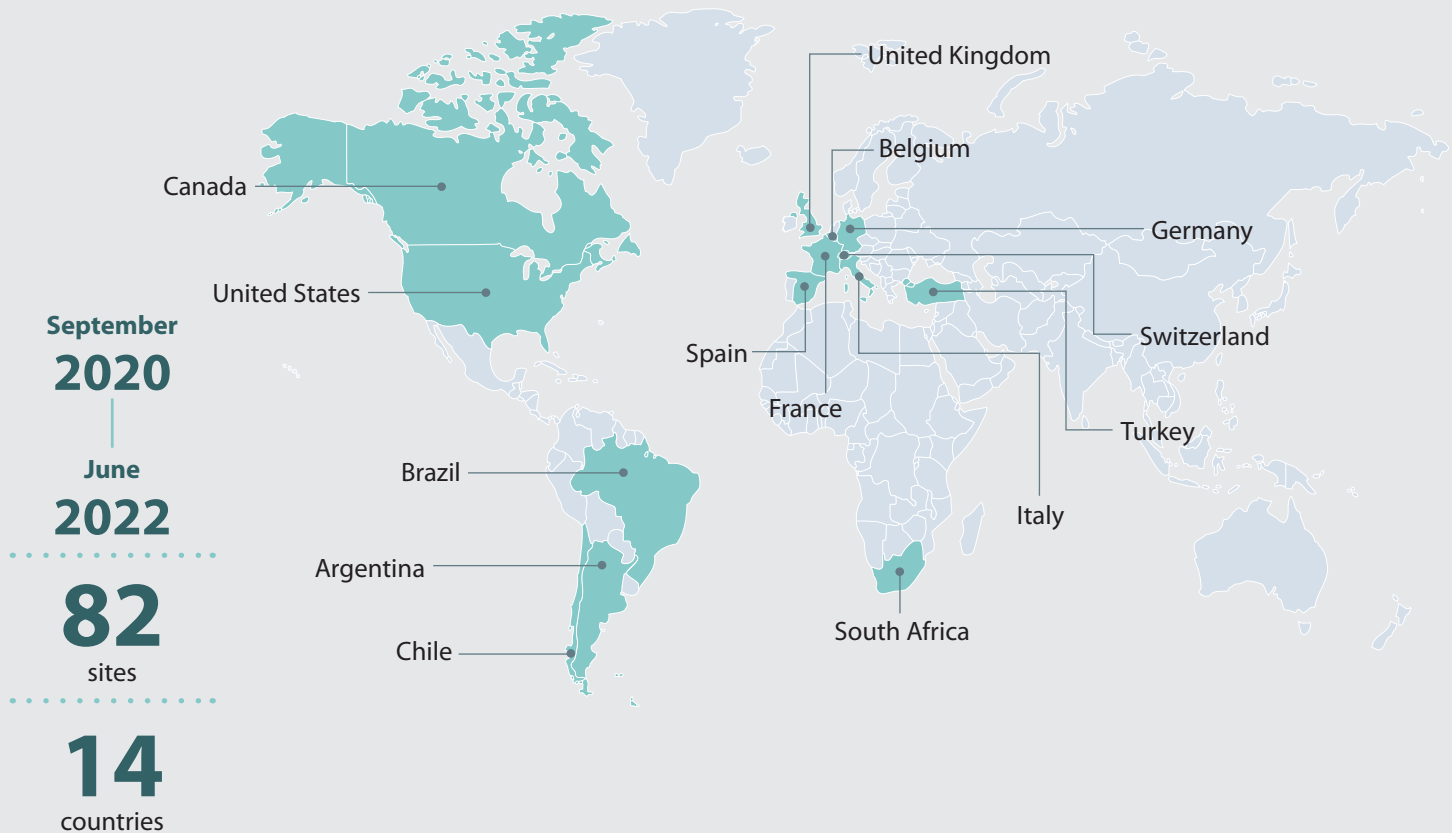 United Kingdom
Belgium
Canada
Germany
United States
September
2020
Switzerland
Spain
France
Turkey
June
2022
Brazil
Italy
Argentina
82
sites
South Africa
Chile
14
countries